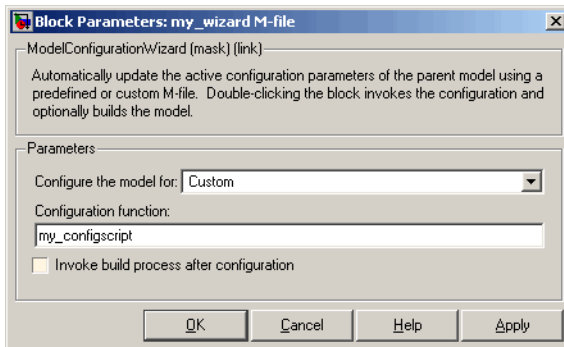 Block Parameters: my_wizard M-file
ModelConfigurationWizard (mask) (link)
Automatically update the active configuration parameters of the parent model using a
predefined or custom M-file. Double-clicking the block invokes the configuration and
optionally builds the model.
Parameters
Configure the model for: Custom
Configuration function:
my_configscript
Invoke build process after configuration
OK Cancel Help Apply